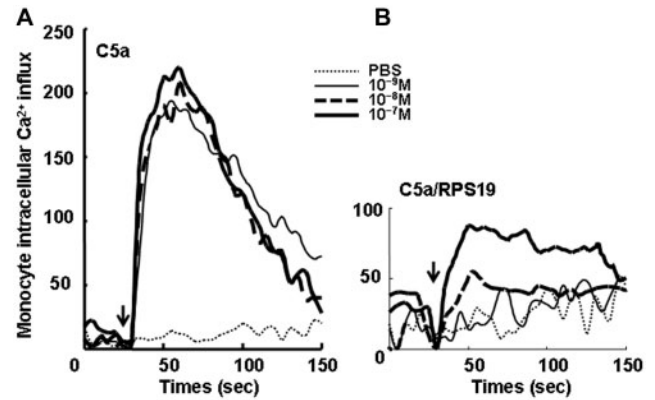 A
B
C5a
Monocyte intracellular Ca²⁺ influx
250
200
150
100
50
0
50
100
150
Times (sec)
PBS
10⁻⁹M
10⁻⁸M
10⁻⁷M
C5a/RPS19
100
50
0
0
50
100
150
Times (sec)